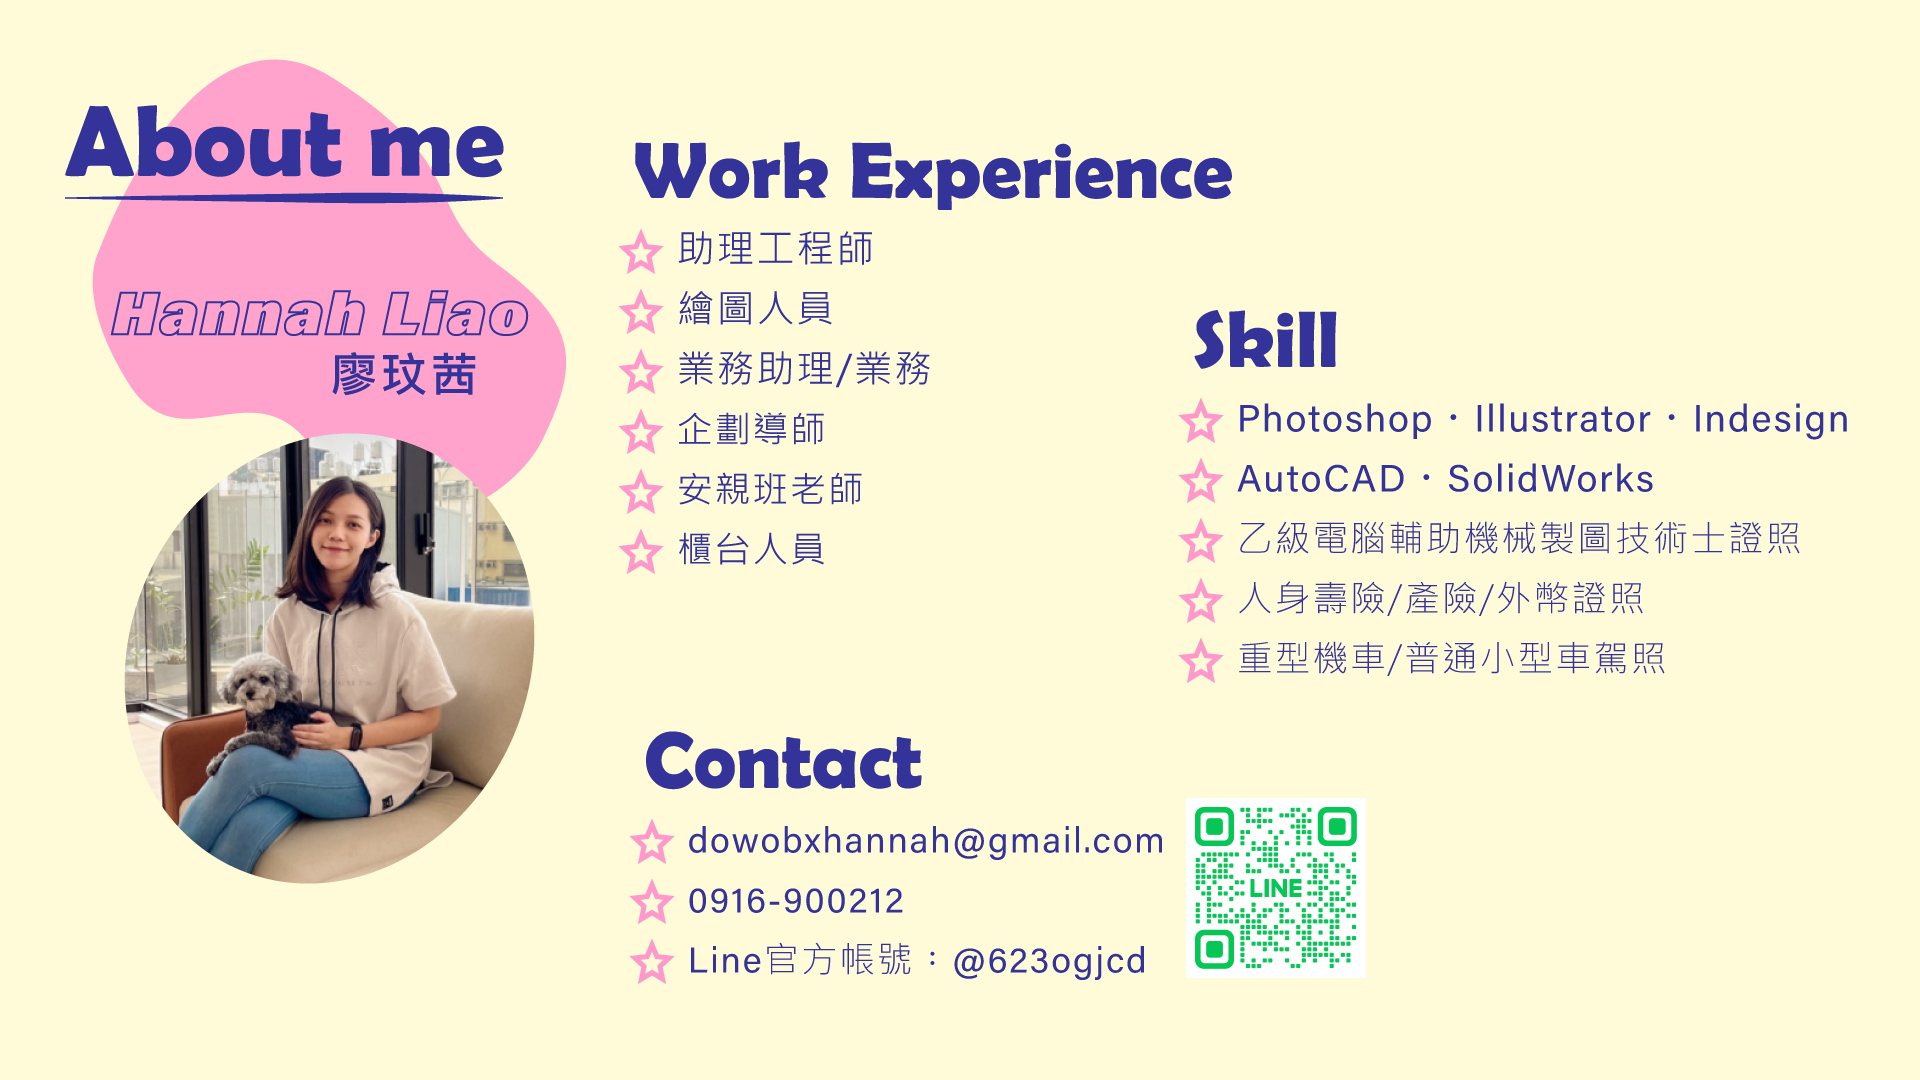 About me
Hannah Liao
廖玟茜
Work Experience
助理工程師
繪圖人員
業務助理/業務
企劃導師
安親班老師
櫃台人員
Skill
Photoshop・Illustrator・Indesign
AutoCAD・SolidWorks
乙級電腦輔助機械製圖技術士證照
人身壽險/產險/外幣證照
重型機車/普通小型車駕照
Contact
dowobxhannah@gmail.com
0916-900212
Line官方帳號：@623ogjcd
LINE